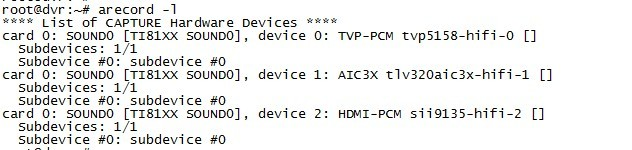 root@dvr:~# arecord -l
**** List of CAPTURE Hardware Devices ****
card 0: SOUND0 [TI81XX SOUND0], device 0: TVP-PCM tvp5158-hifi-0 []
  Subdevices: 1/1
  Subdevice #0: subdevice #0
card 0: SOUND0 [TI81XX SOUND0], device 1: AIC3X tlv320aic3x-hifi-1 []
  Subdevices: 1/1
  Subdevice #0: subdevice #0
card 0: SOUND0 [TI81XX SOUND0], device 2: HDMI-PCM sii9135-hifi-2 []
  Subdevices: 1/1
  Subdevice #0: subdevice #0